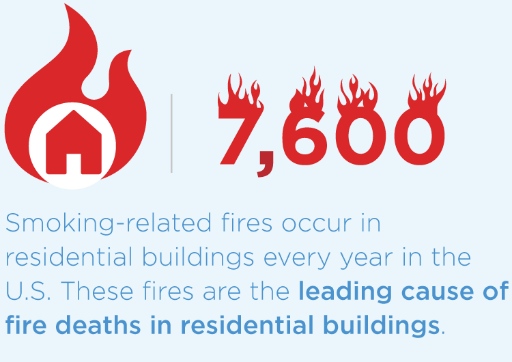 7,600
Smoking-related fires occur in
residential buildings every year in the
U.S. These fires are the leading cause of
fire deaths in residential buildings.